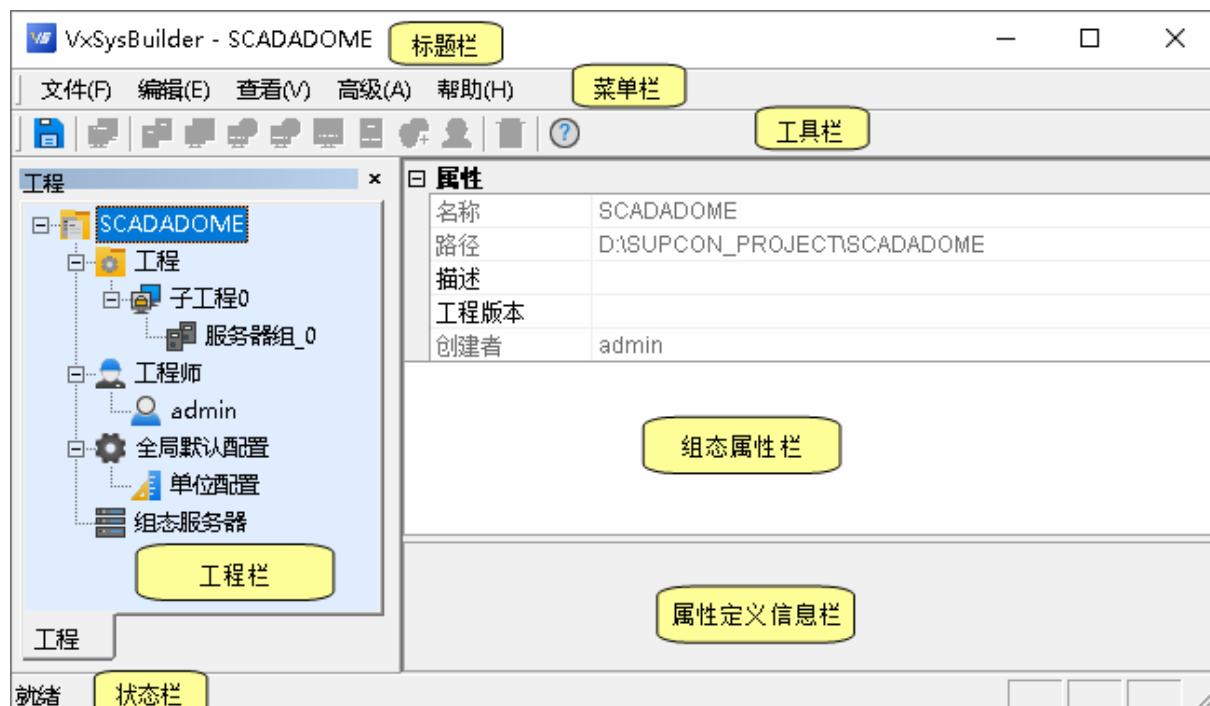 VxSysBuilder - SCADADOME 标题栏
文件(F) 编辑(E) 查看(V) 高级(A) 帮助(H) 菜单栏
工具栏
工程
SCADADOME
工程
子工程0
服务器组_0
工程师
admin
全局默认配置
单位配置
组态服务器
工程栏
工程
属性
名称 SCADADOME
路径 D:\SUPCON_PROJECT\SCADADOME
描述
工程版本
创建者 admin
组态属性栏
属性定义信息栏
就绪 状态栏